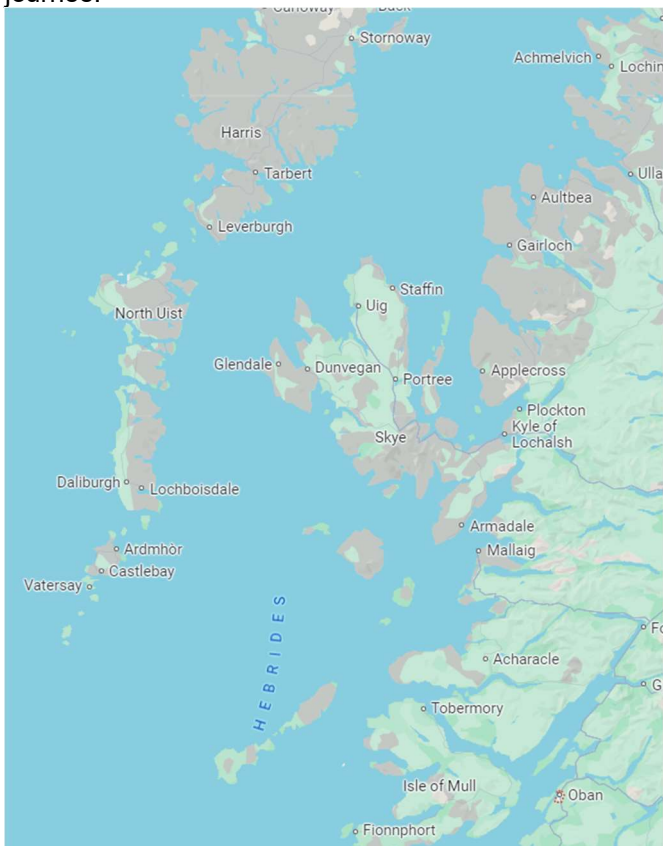 Stornoway
Achmelvich
Harris
Tarbert
Aultbea
Leverburgh
Gairloch
Staffin
North Uist
Uig
Glendale
Dunvegan
Portree
Applecross
Plockton
Skye
Kyle of
Lochalsh
Daliburgh
Lochboisdale
Armadale
Ardmhòr
Mallaig
Castlebay
Vatersay
HEBRIDES
Acharacle
Tobermory
Isle of Mull
Oban
Fionnphort